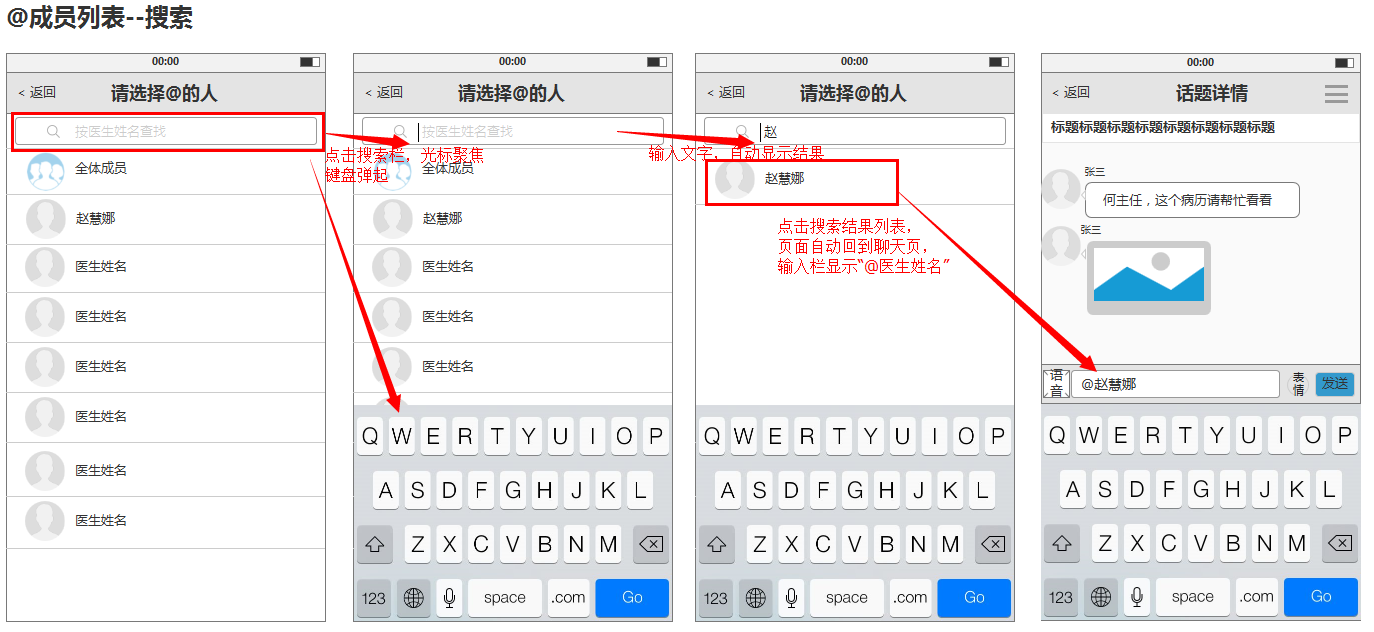 @成员列表--搜索
00:00
< 返回
请选择@的人
按医生姓名查找
全体成员
赵慧娜
医生姓名
医生姓名
医生姓名
医生姓名
医生姓名
医生姓名
点击搜索栏，光标聚焦
键盘弹起
00:00
< 返回
请选择@的人
按医生姓名查找
全体成员
赵慧娜
医生姓名
医生姓名
医生姓名
Q W E R T Y U I O P
A S D F G H J K L
Z X C V B N M
123 space .com Go
输入文字，自动显示结果
00:00
< 返回
请选择@的人
赵
赵慧娜
点击搜索结果列表，
页面自动回到聊天页，
输入栏显示“@医生姓名”
Q W E R T Y U I O P
A S D F G H J K L
Z X C V B N M
123 space .com Go
00:00
< 返回
话题详情
标题标题标题标题标题标题标题标题
张三
何主任，这个病历请帮忙看看
张三
语音
@赵慧娜
表情
发送
Q W E R T Y U I O P
A S D F G H J K L
Z X C V B N M
123 space .com Go